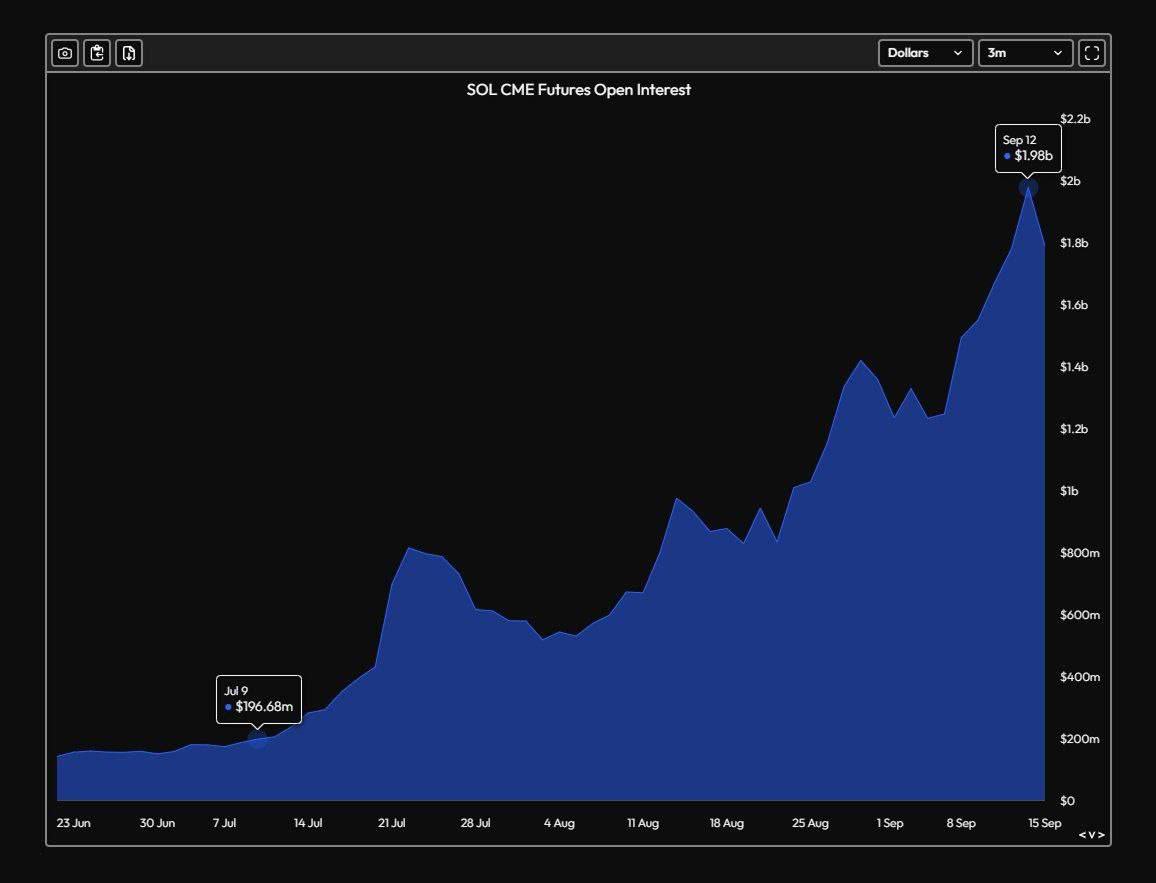 Dollars
3m
SOL CME Futures Open Interest
$2.2b
Sep 12
$1.98b
$2b
$1.8b
$1.6b
$1.4b
$1.2b
$1b
$800m
$600m
$400m
Jul 9
$196.68m
$200m
$0
23 Jun 30 Jun 7 Jul 14 Jul 21 Jul 28 Jul 4 Aug 11 Aug 18 Aug 25 Aug 1 Sep 8 Sep 15 Sep
<v>